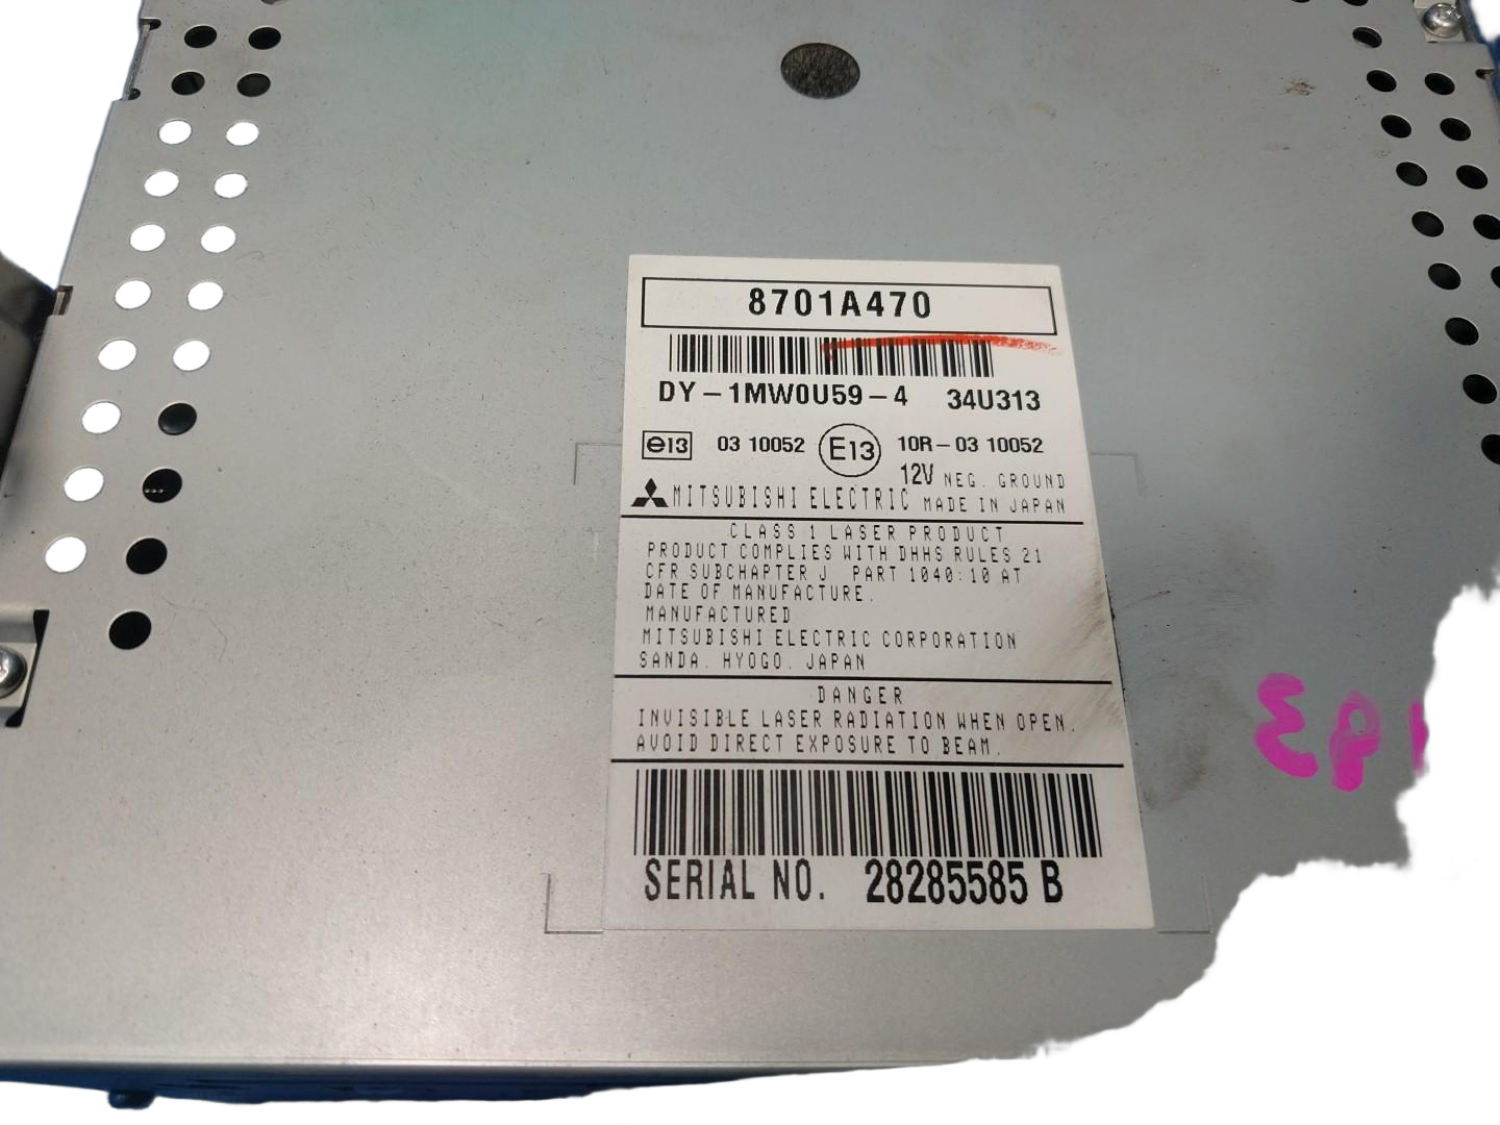 8701A470
DY-1MW0U59-4 34U313
e13 03 10052 E13 10R-03 10052
12V NEG. GROUND
MITSUBISHI ELECTRIC MADE IN JAPAN
CLASS 1 LASER PRODUCT
PRODUCT COMPLIES WITH DHHS RULES 21
CFR SUBCHAPTER J PART 1040:10 AT
DATE OF MANUFACTURE.
MANUFACTURED
MITSUBISHI ELECTRIC CORPORATION
SANDA. HYOGO. JAPAN
DANGER
INVISIBLE LASER RADIATION WHEN OPEN.
AVOID DIRECT EXPOSURE TO BEAM.
SERIAL NO. 28285585 B